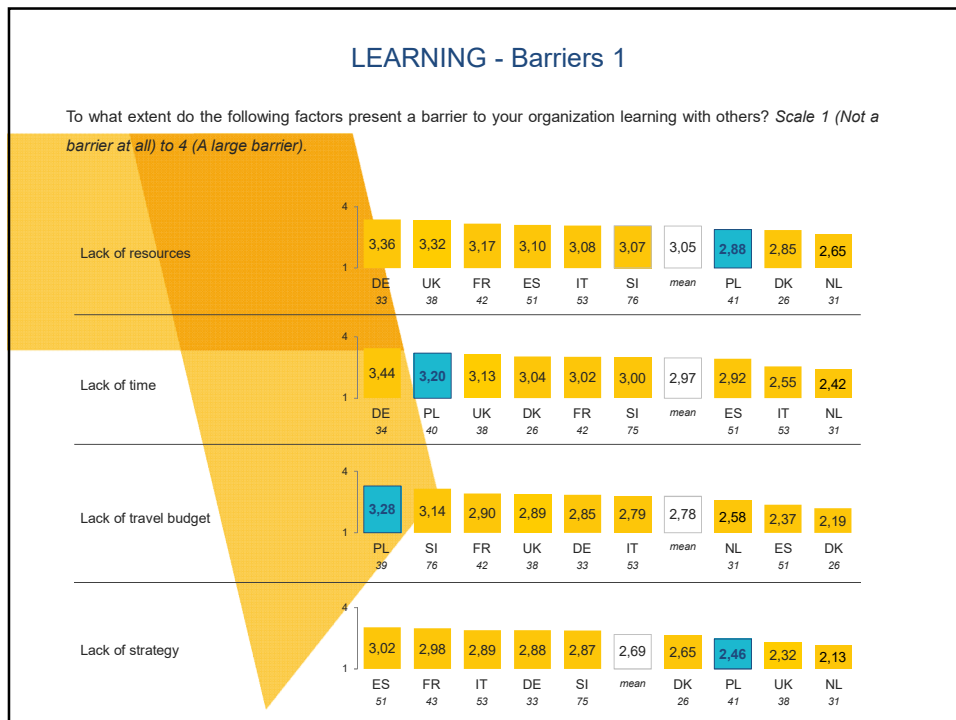 LEARNING - Barriers 1
To what extent do the following factors present a barrier to your organization learning with others? Scale 1 (Not a
barrier at all) to 4 (A large barrier).
4
Lack of resources
3,36 3,32 3,17 3,10 3,08 3,07 3,05 2,88 2,85 2,65
1
DE UK FR ES IT SI mean PL DK NL
33 38 42 51 53 76 41 26 31
4
Lack of time
3,44 3,20 3,13 3,04 3,02 3,00 2,97 2,92 2,55 2,42
1
DE PL UK DK FR SI mean ES IT NL
34 40 38 26 42 75 51 53 31
4
Lack of travel budget
3,28 3,14 2,90 2,89 2,85 2,79 2,78 2,58 2,37 2,19
1
PL SI FR UK DE IT mean NL ES DK
39 76 42 38 33 53 31 51 26
4
Lack of strategy
3,02 2,98 2,89 2,88 2,87 2,69 2,65 2,46 2,32 2,13
1
ES FR IT DE SI mean DK PL UK NL
51 43 53 33 75 26 41 38 31